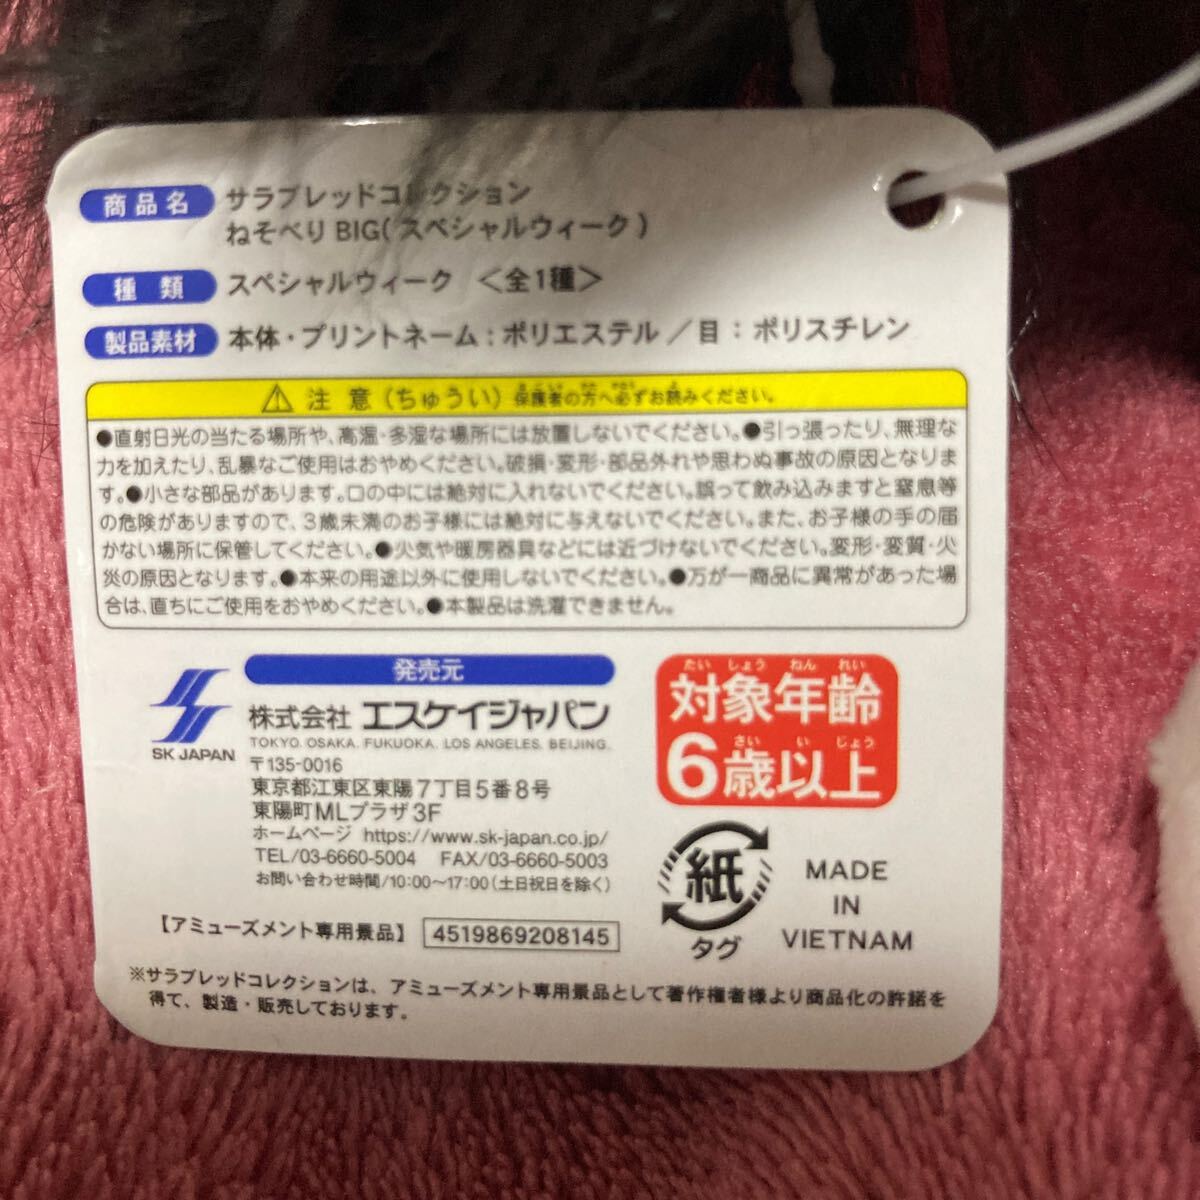 商品名 サラブレッドコレクション
ねそべりBIG(スペシャルウィーク)
種類 スペシャルウィーク <全1種>
製品素材 本体・プリントネーム:ポリエステル/目:ポリスチレン
⚠注意(ちゅうい)保護者の方へ必ずお読みください。
●直射日光の当たる場所や、高温・多湿な場所には放置しないでください。●引っ張ったり、無理な
力を加えたり、乱暴なご使用はおやめください。破損・変形・部品外れや思わぬ事故の原因となりま
す。●小さな部品があります。口の中には絶対に入れないでください。誤って飲み込みますと窒息等
の危険がありますので、3歳未満のお子様には絶対に与えないでください。また、お子様の手の届
かない場所に保管してください。●火気や暖房器具などには近づけないでください。変形・変質・火
災の原因となります。●本来の用途以外に使用しないでください。●万が一商品に異常があった場
合は、直ちにご使用をおやめください。●本製品は洗濯できません。
発売元
SK JAPAN
株式会社 エスケイジャパン
TOKYO. OSAKA. FUKUOKA. LOS ANGELES. BEIJING.
〒135-0016
東京都江東区東陽7丁目5番8号
東陽町MLプラザ3F
ホームページ https://www.sk-japan.co.jp/
TEL/03-6660-5004 FAX/03-6660-5003
お問い合わせ時間/10:00〜17:00(土日祝日を除く)
【アミューズメント専用景品】 4519869208145
たいしょうねんれい
対象年齢
さいいじょう
6歳以上
紙
タグ
MADE
IN
VIETNAM
※サラブレッドコレクションは、アミューズメント専用景品として著作権者様より商品化の許諾を
得て、製造・販売しております。